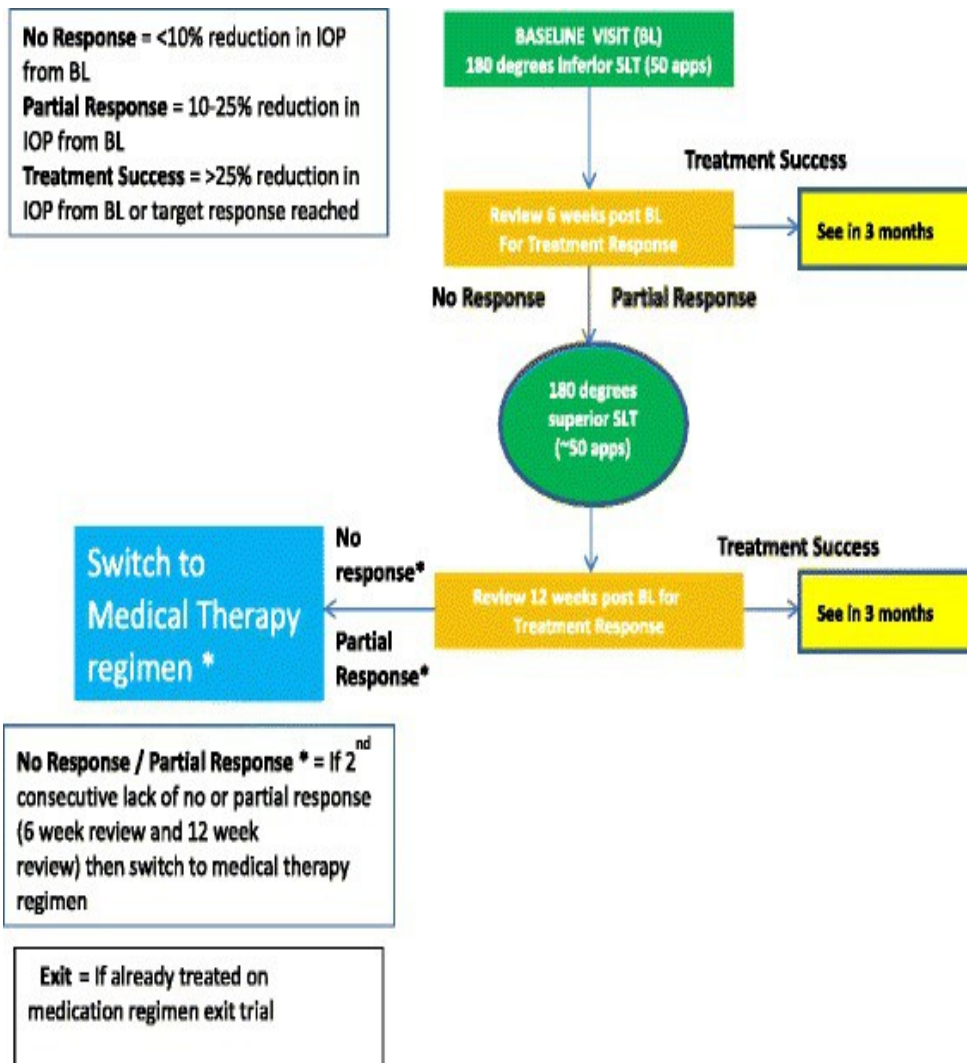 No Response = <10% reduction in IOP
from BL
Partial Response = 10-25% reduction in
IOP from BL
Treatment Success = >25% reduction in
IOP from BL or target response reached
BASELINE VISIT (BL)
180 degrees inferior SLT (50 apps)
Treatment Success
Review 6 weeks post BL
For Treatment Response
See in 3 months
No Response
Partial Response
180 degrees
superior SLT
(~50 apps)
Treatment Success
Review 12 weeks post BL for
Treatment Response
See in 3 months
No
response*
Partial
Response*
Switch to
Medical Therapy
regimen *
No Response / Partial Response * = If 2nd
consecutive lack of no or partial response
(6 week review and 12 week
review) then switch to medical therapy
regimen
Exit = If already treated on
medication regimen exit trial